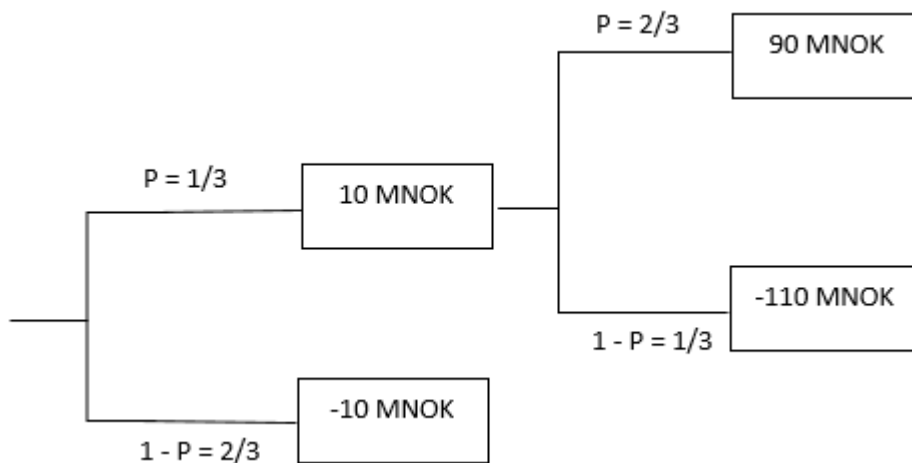 P = 2/3
90 MNOK
P = 1/3
10 MNOK
-110 MNOK
1 - P = 1/3
-10 MNOK
1 - P = 2/3